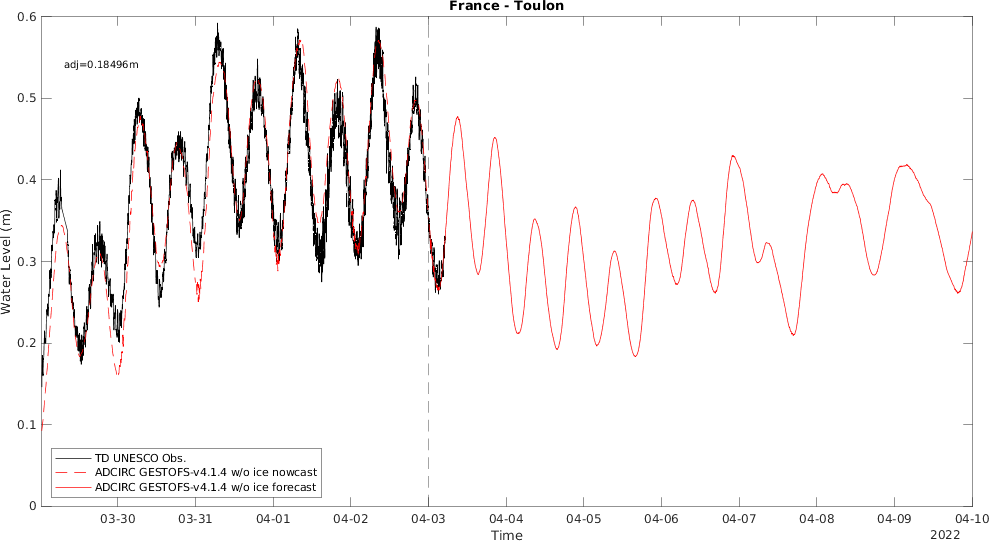 France - Toulon
adj=0.18496m
0.6
0.5
0.4
0.3
0.2
0.1
0
Water Level (m)
TD UNESCO Obs.
ADCIRC GESTOFS-v4.1.4 w/o ice nowcast
ADCIRC GESTOFS-v4.1.4 w/o ice forecast
03-30 03-31 04-01 04-02 04-03 04-04 04-05 04-06 04-07 04-08 04-09 04-10
Time
2022